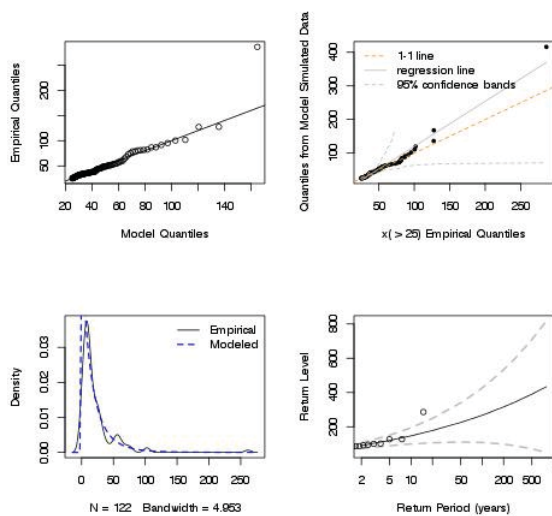 Empirical Quantiles
50
150
250
20
40
60
80
100
140
Model Quantiles
Quantiles from Model Simulated Data
100
200
300
400
1-1 line
regression line
95% confidence bands
50
100
150
200
250
x( > 25) Empirical Quantiles
Density
0.00
0.01
0.02
0.03
Empirical
Modeled
0
50
100
150
200
250
N = 122 Bandwidth = 4.953
Return Level
200
400
600
800
2
5
10
50
200
500
Return Period (years)